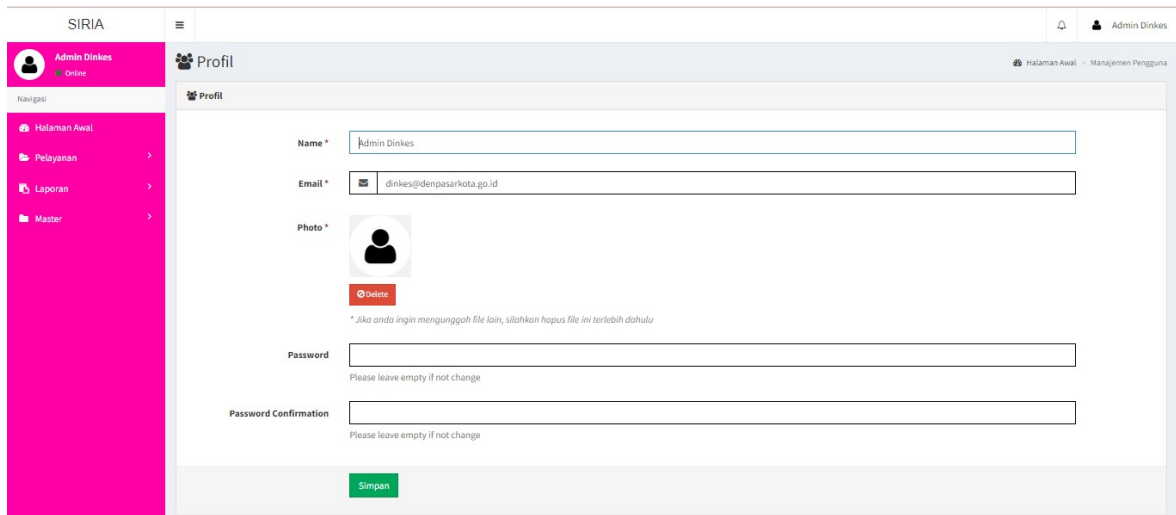 SIRIA
Admin Dinkes
Admin Dinkes
Online
Profil
Halaman Awal > Manajemen Pengguna
Navigasi
Profil
Halaman Awal
Pelayanan
Laporan
Master
Name *
Admin Dinkes
Email *
dinkes@denpasarkota.go.id
Photo *
Delete
* Jika anda ingin mengunggah file lain, silahkan hapus file ini terlebih dahulu
Password
Please leave empty if not change
Password Confirmation
Please leave empty if not change
Simpan